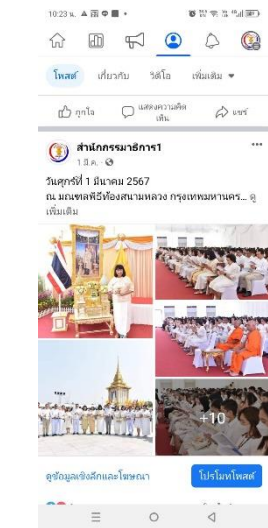 10:23 น.
โพสต์ เกี่ยวกับ วิดีโอ เพิ่มเติม
ถูกใจ แสดงความคิดเห็น แชร์
สำนักกรรมาธิการ1
1 มี.ค.
วันศุกร์ที่ 1 มีนาคม 2567
ณ มณฑลพิธีท้องสนามหลวง กรุงเทพมหานคร... ดู
เพิ่มเติม
+10
ดูข้อมูลเชิงลึกและโฆษณา โปรโมทโพสต์